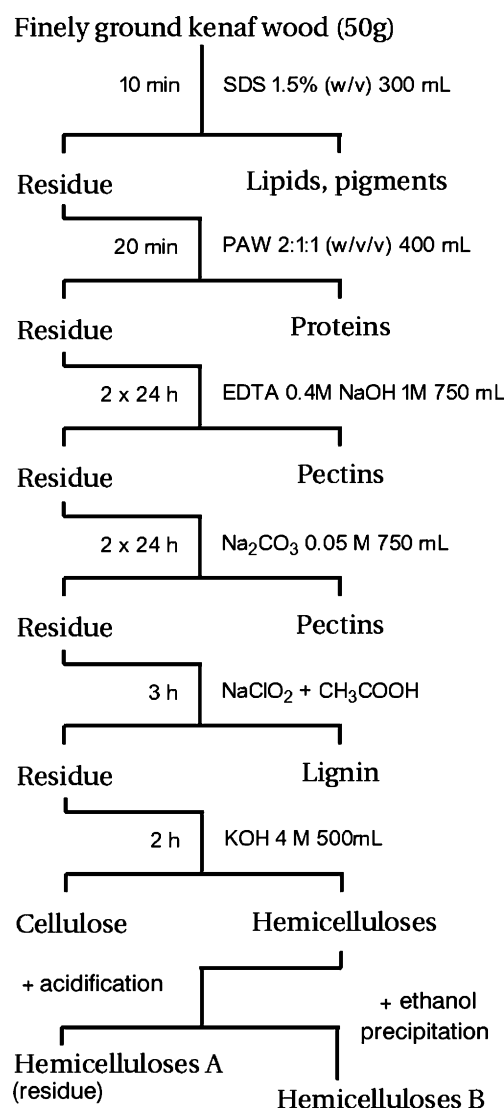 Finely ground kenaf wood (50g)
10 min SDS 1.5% (w/v) 300 mL
Residue Lipids, pigments
20 min PAW 2:1:1 (w/v/v) 400 mL
Residue Proteins
2 x 24 h EDTA 0.4M NaOH 1M 750 mL
Residue Pectins
2 x 24 h Na₂CO₃ 0.05 M 750 mL
Residue Pectins
3 h NaClO₂ + CH₃COOH
Residue Lignin
2 h KOH 4 M 500mL
Cellulose Hemicelluloses
+ acidification
+ ethanol
precipitation
Hemicelluloses A
(residue)
Hemicelluloses B